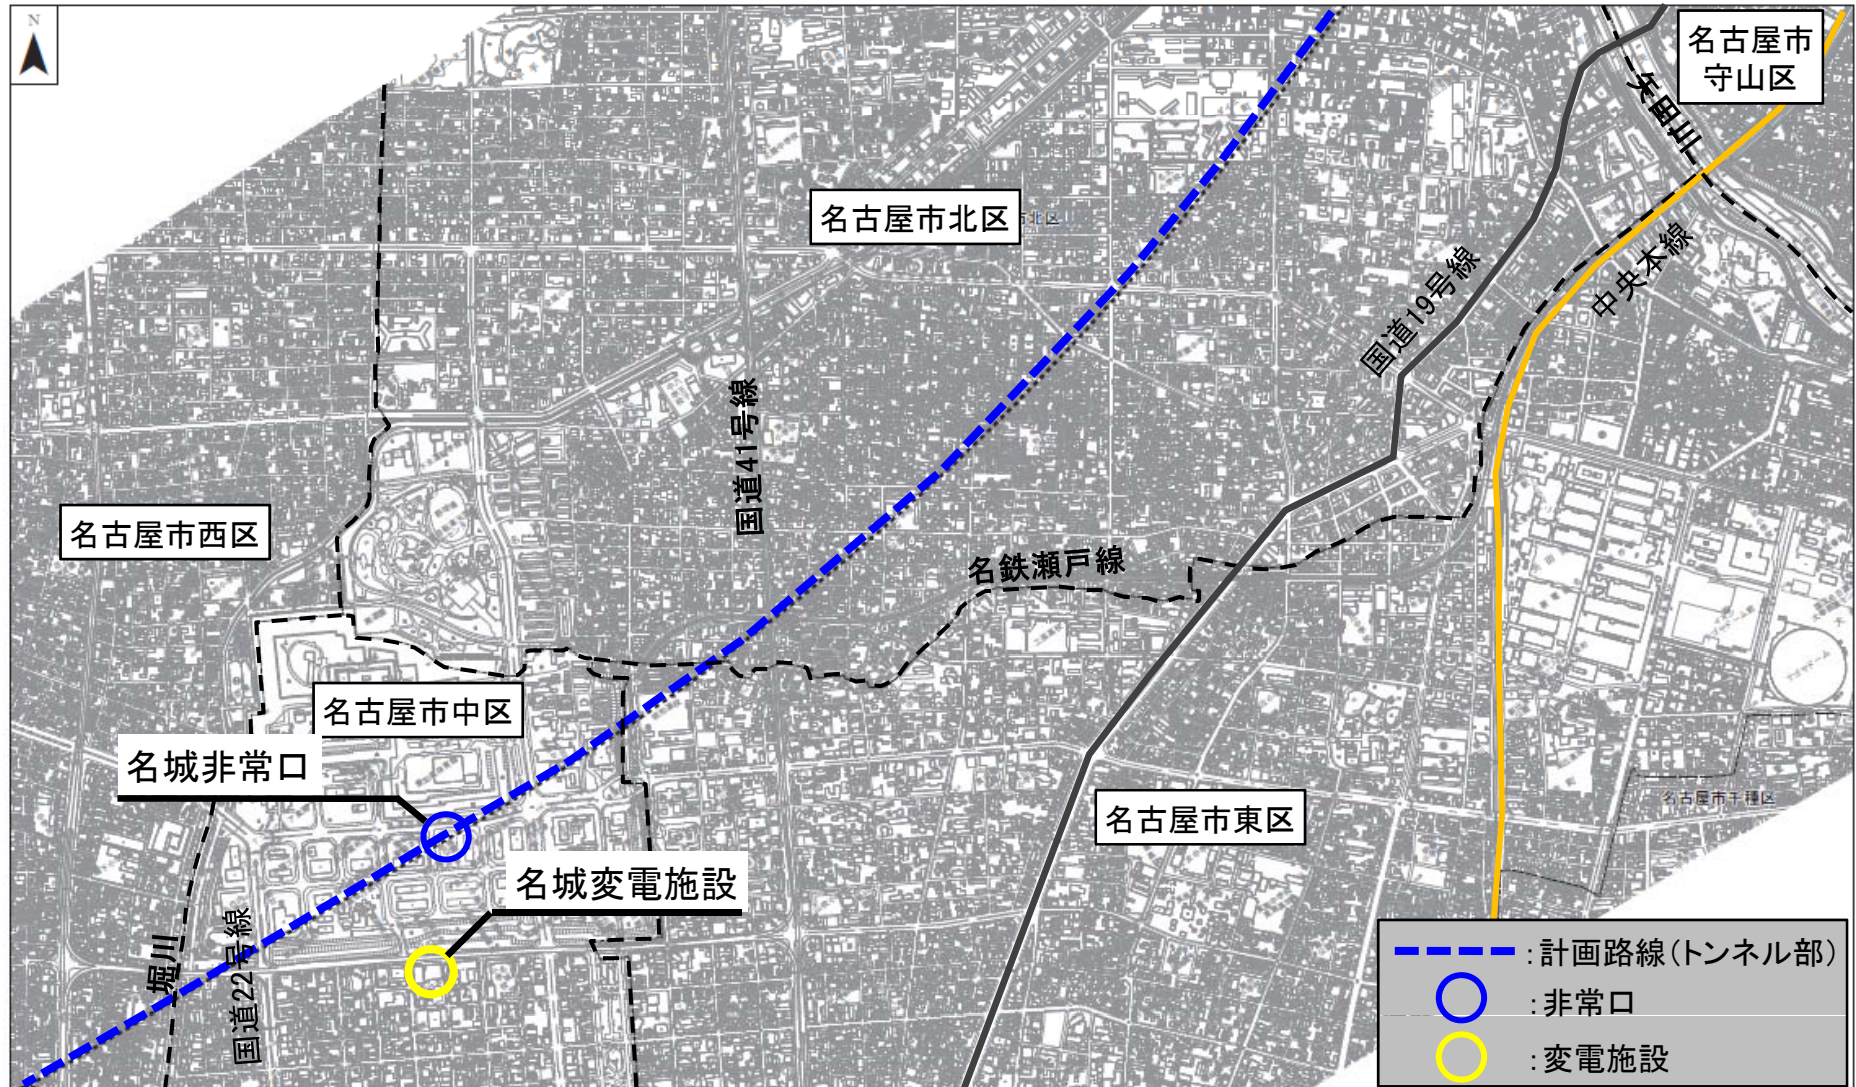 N
名古屋市
守山区
矢田川
名古屋市北区
市北区
国道19号線
中央本線
国道41号線
名古屋市西区
名鉄瀬戸線
名古屋市中区
名城非常口
名古屋市千種区
名古屋市東区
名城変電施設
堀川
国道22号線
:計画路線(トンネル部)
:非常口
:変電施設